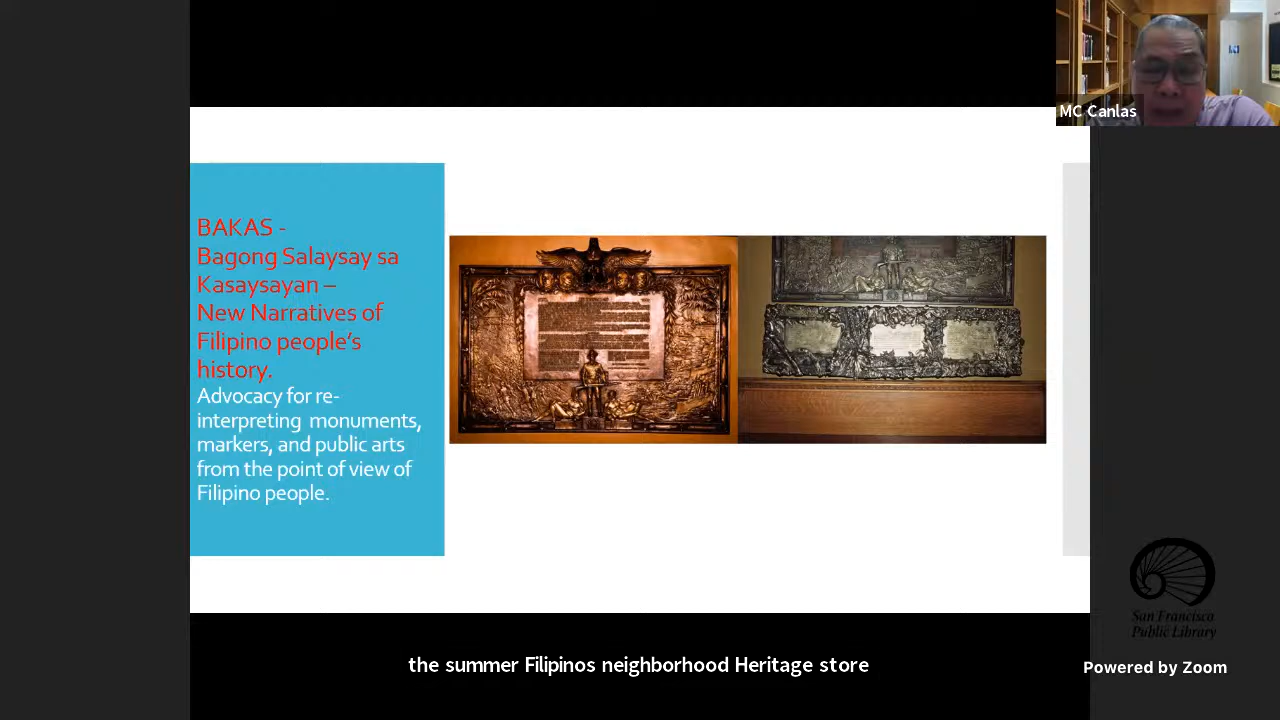 MC Canlas
BAKAS -
Bagong Salaysay sa
Kasaysayan –
New Narratives of
Filipino people's
history.
Advocacy for re-
interpreting monuments,
markers, and public arts
from the point of view of
Filipino people.
San Francisco
Public Library
the summer Filipinos neighborhood Heritage store
Powered by Zoom